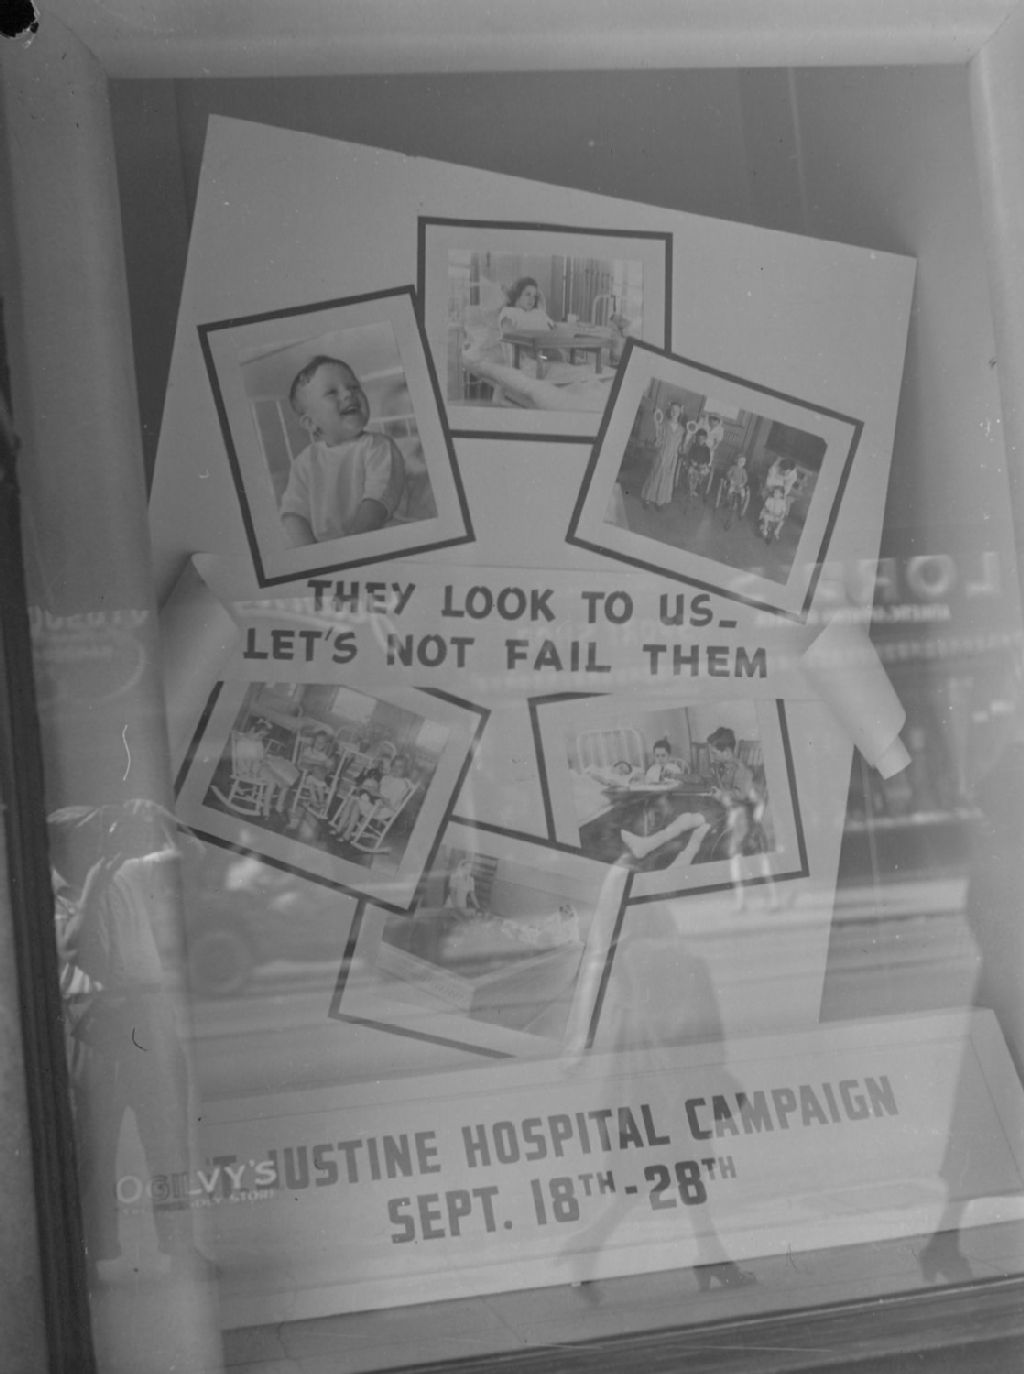 THEY LOOK TO US_
LET'S NOT FAIL THEM
JUSTINE HOSPITAL CAMPAIGN
SEPT. 18TH - 28TH
OGILVY'S